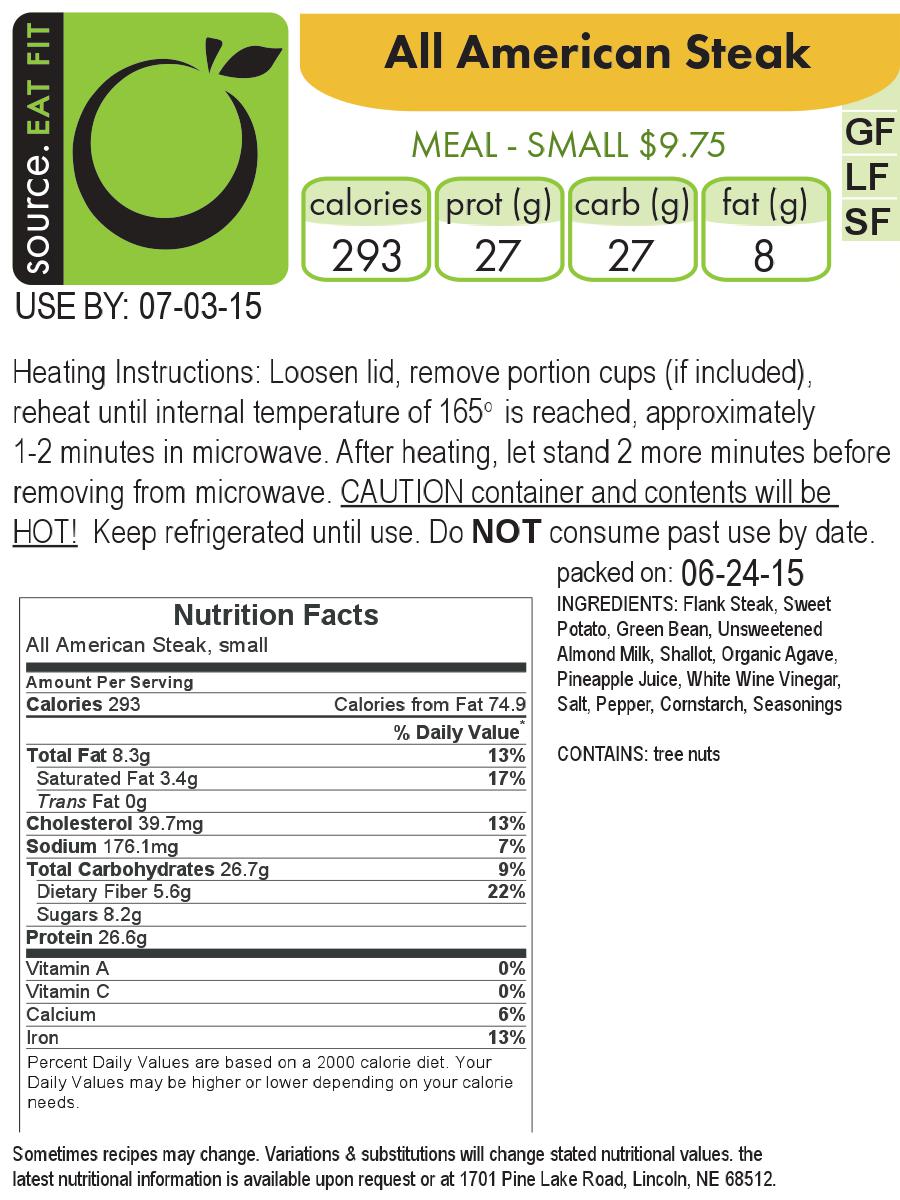 source. EAT FIT
All American Steak
MEAL - SMALL $9.75
GF
LF
SF
calories prot (g) carb (g) fat (g)
293 27 27 8
USE BY: 07-03-15
Heating Instructions: Loosen lid, remove portion cups (if included),
reheat until internal temperature of 165° is reached, approximately
1-2 minutes in microwave. After heating, let stand 2 more minutes before
removing from microwave. CAUTION container and contents will be
HOT! Keep refrigerated until use. Do NOT consume past use by date.
packed on: 06-24-15
INGREDIENTS: Flank Steak, Sweet
Potato, Green Bean, Unsweetened
Almond Milk, Shallot, Organic Agave,
Pineapple Juice, White Wine Vinegar,
Salt, Pepper, Cornstarch, Seasonings
CONTAINS: tree nuts
Nutrition Facts
All American Steak, small
Amount Per Serving
Calories 293 Calories from Fat 74.9
% Daily Value*
Total Fat 8.3g 13%
Saturated Fat 3.4g 17%
Trans Fat 0g
Cholesterol 39.7mg 13%
Sodium 176.1mg 7%
Total Carbohydrates 26.7g 9%
Dietary Fiber 5.6g 22%
Sugars 8.2g
Protein 26.6g
Vitamin A 0%
Vitamin C 0%
Calcium 6%
Iron 13%
Percent Daily Values are based on a 2000 calorie diet. Your
Daily Values may be higher or lower depending on your calorie
needs.
Sometimes recipes may change. Variations & substitutions will change stated nutritional values. the
latest nutritional information is available upon request or at 1701 Pine Lake Road, Lincoln, NE 68512.